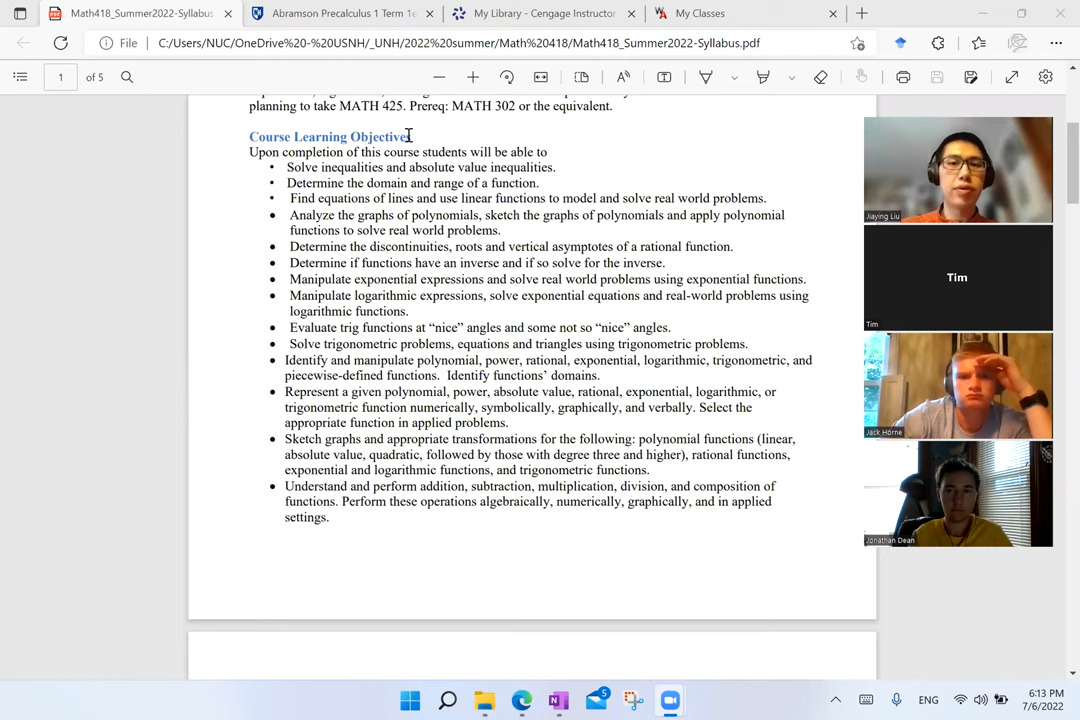 Math418_Summer2022-Syllabus
Abramson Precalculus 1 Term 1e
My Library - Cengage Instructor
My Classes
File
C:/Users/NUC/OneDrive%20-%20USNH/_UNH/2022%20summer/Math%20418/Math418_Summer2022-Syllabus.pdf
1 of 5
planning to take MATH 425. Prereq: MATH 302 or the equivalent.
Course Learning Objectives
Upon completion of this course students will be able to
• Solve inequalities and absolute value inequalities.
• Determine the domain and range of a function.
• Find equations of lines and use linear functions to model and solve real world problems.
• Analyze the graphs of polynomials, sketch the graphs of polynomials and apply polynomial
functions to solve real world problems.
• Determine the discontinuities, roots and vertical asymptotes of a rational function.
• Determine if functions have an inverse and if so solve for the inverse.
• Manipulate exponential expressions and solve real world problems using exponential functions.
• Manipulate logarithmic expressions, solve exponential equations and real-world problems using
logarithmic functions.
• Evaluate trig functions at “nice” angles and some not so “nice” angles.
• Solve trigonometric problems, equations and triangles using trigonometric problems.
• Identify and manipulate polynomial, power, rational, exponential, logarithmic, trigonometric, and
piecewise-defined functions. Identify functions’ domains.
• Represent a given polynomial, power, absolute value, rational, exponential, logarithmic, or
trigonometric function numerically, symbolically, graphically, and verbally. Select the
appropriate function in applied problems.
• Sketch graphs and appropriate transformations for the following: polynomial functions (linear,
absolute value, quadratic, followed by those with degree three and higher), rational functions,
exponential and logarithmic functions, and trigonometric functions.
• Understand and perform addition, subtraction, multiplication, division, and composition of
functions. Perform these operations algebraically, numerically, graphically, and in applied
settings.
Jiaying Liu
Tim
Tim
Jack Horne
Jonathan Dean
5
ENG
6:13 PM
7/6/2022